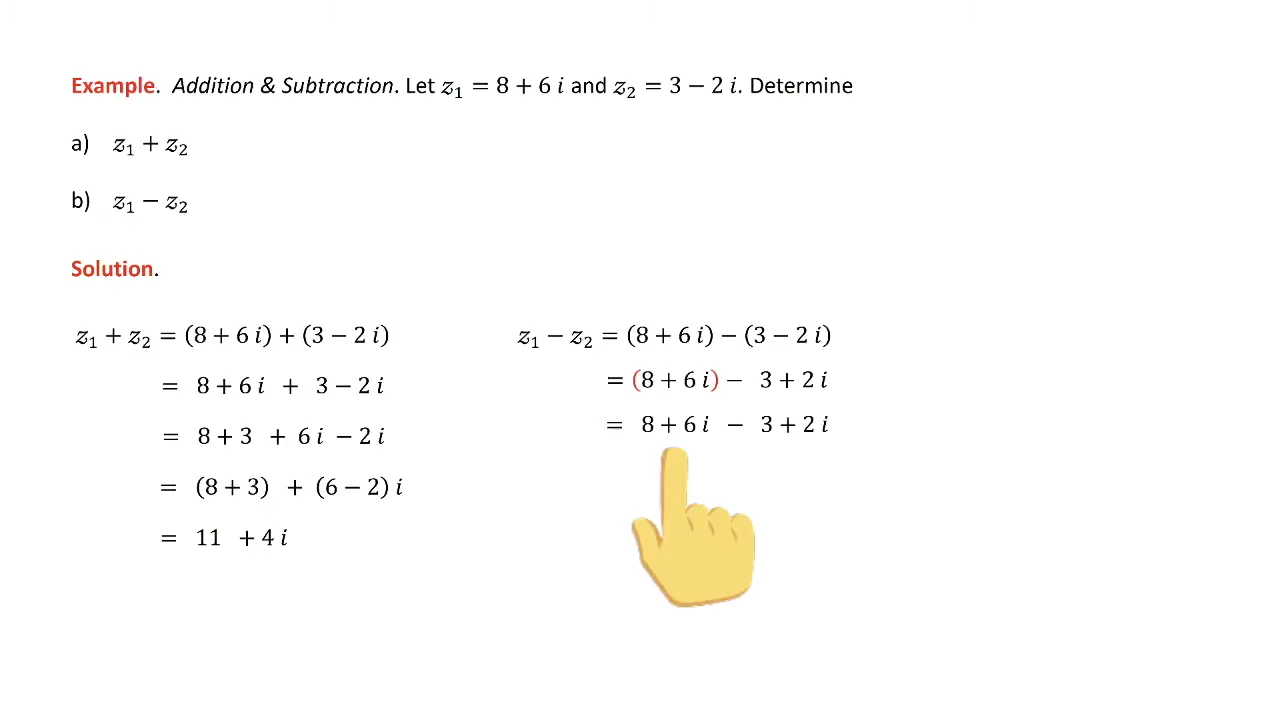 Example. Addition & Subtraction. Let z₁ = 8 + 6 i and z₂ = 3 − 2 i. Determine
a) z₁ + z₂
b) z₁ − z₂
Solution.
z₁ + z₂ = (8 + 6 i) + (3 − 2 i)
= 8 + 6 i + 3 − 2 i
= 8 + 3 + 6 i − 2 i
= (8 + 3) + (6 − 2) i
= 11 + 4 i
z₁ − z₂ = (8 + 6 i) − (3 − 2 i)
= (8 + 6 i) − 3 + 2 i
= 8 + 6 i − 3 + 2 i